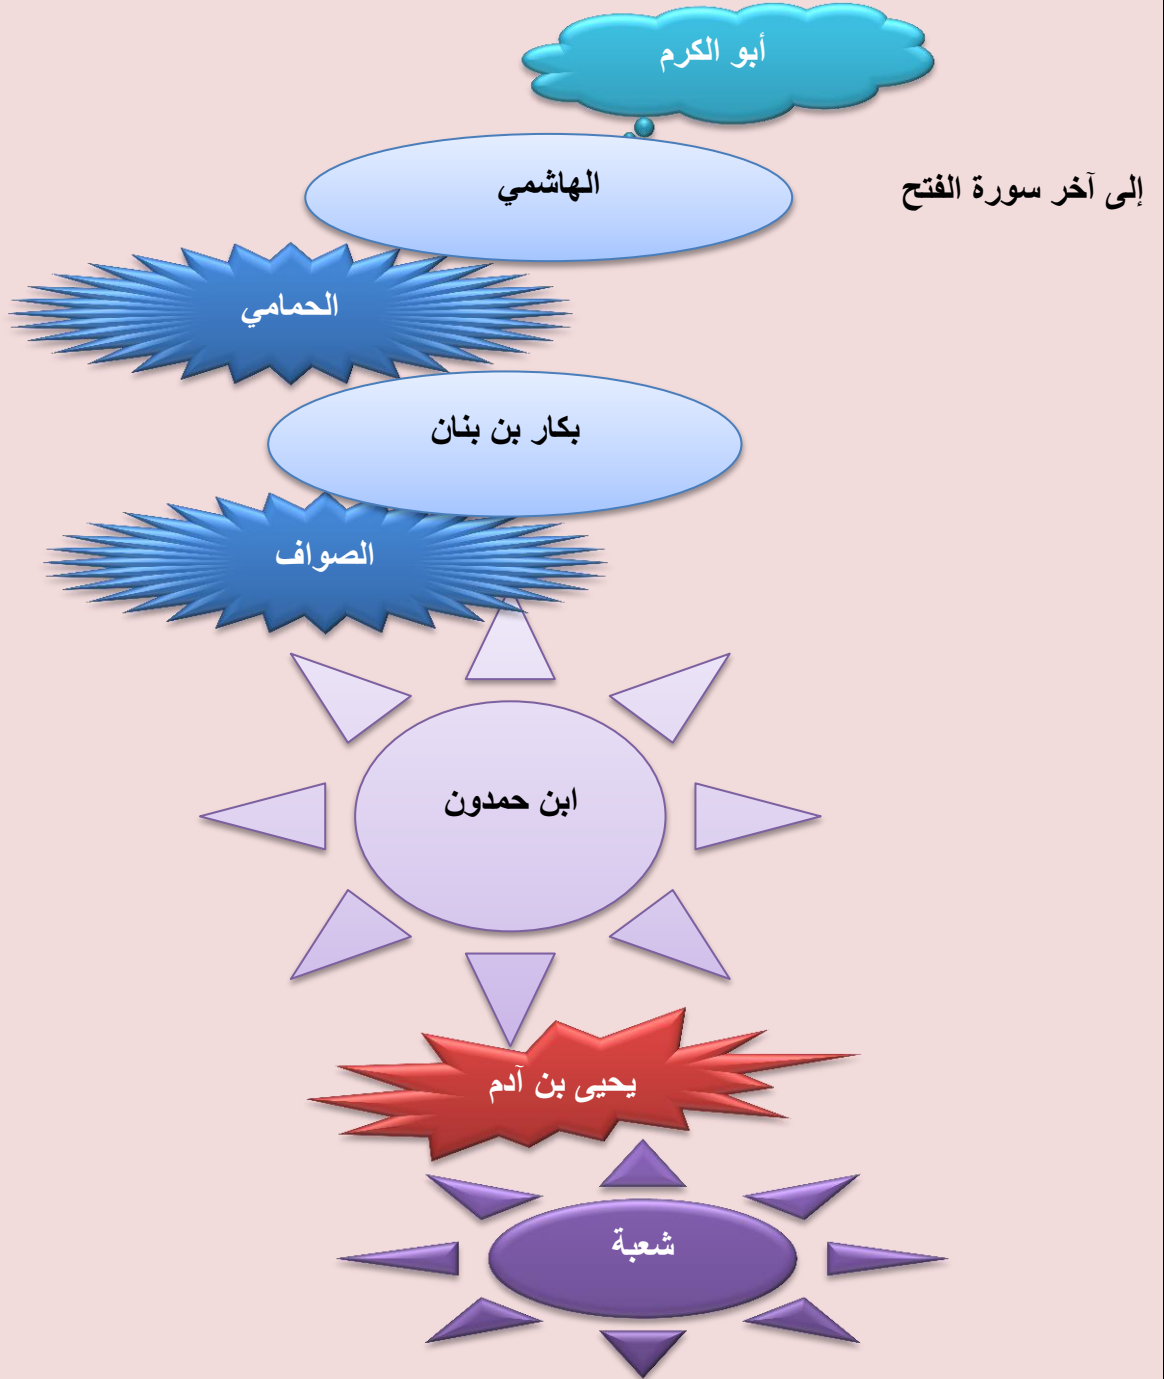 أبو الكرم
الهاشمي
إلى آخر سورة الفتح
الحمامي
بكار بن بنان
الصواف
ابن حمدون
يحيى بن آدم
شعبة